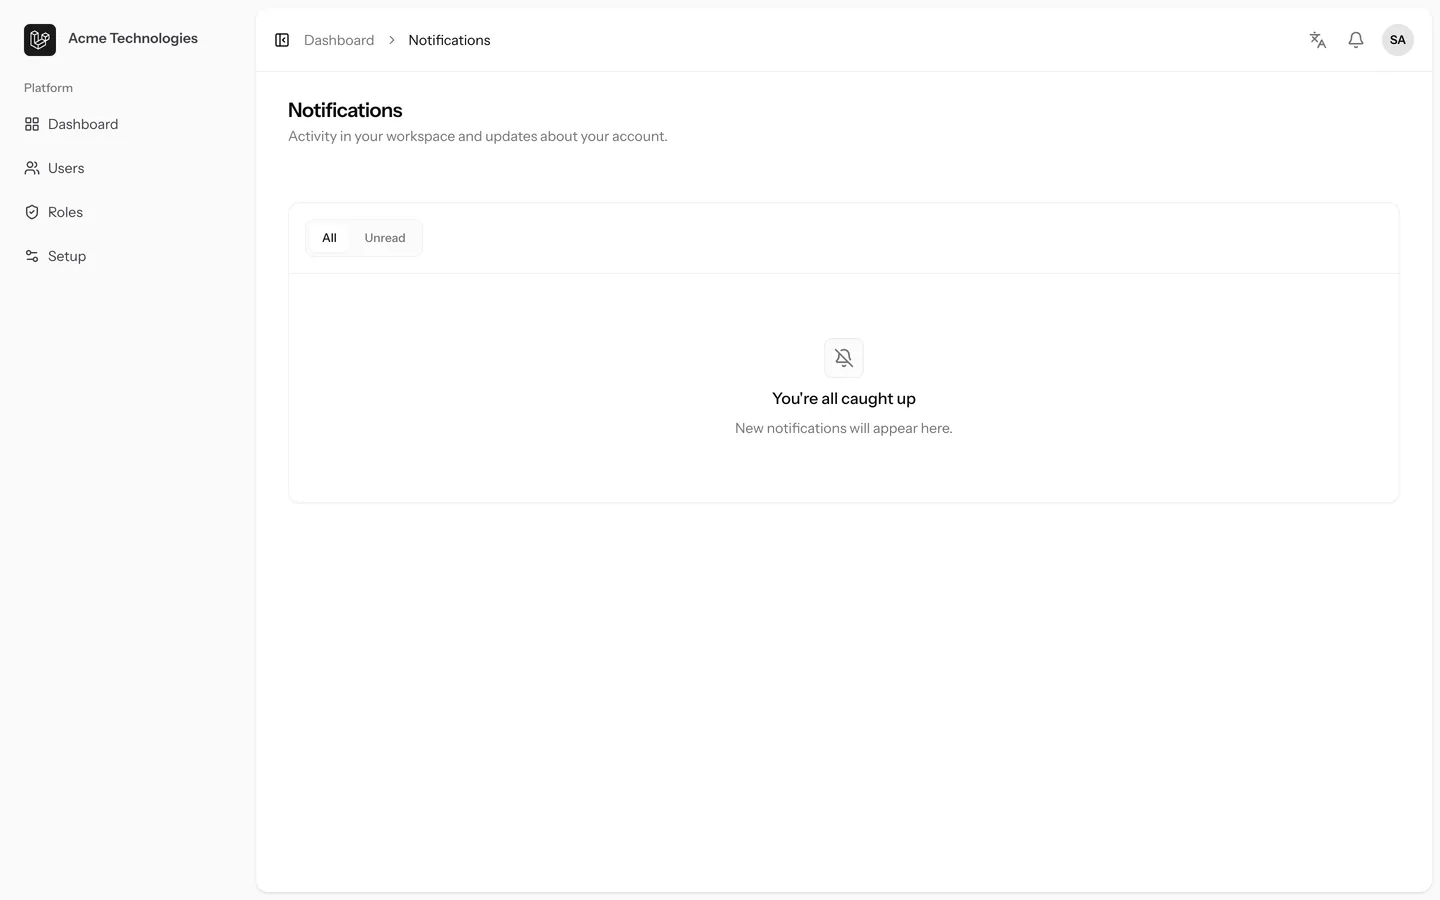 Acme Technologies
Platform
Dashboard
Users
Roles
Setup
Dashboard > Notifications
SA
Notifications
Activity in your workspace and updates about your account.
All Unread
You're all caught up
New notifications will appear here.